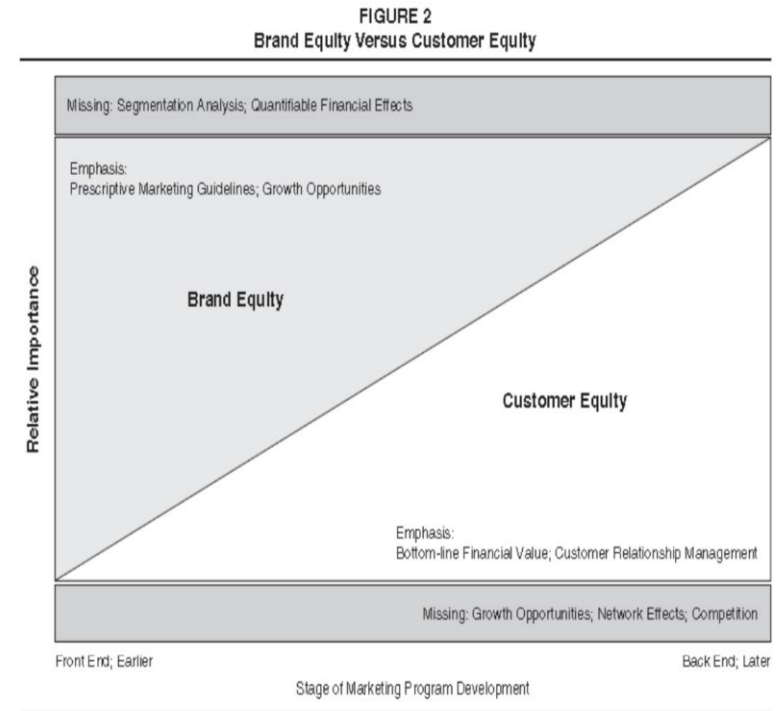 FIGURE 2
Brand Equity Versus Customer Equity
Missing: Segmentation Analysis; Quantifiable Financial Effects
Emphasis:
Prescriptive Marketing Guidelines; Growth Opportunities
Brand Equity
Relative Importance
Customer Equity
Emphasis:
Bottom-line Financial Value; Customer Relationship Management
Missing: Growth Opportunities; Network Effects; Competition
Front End; Earlier
Back End; Later
Stage of Marketing Program Development